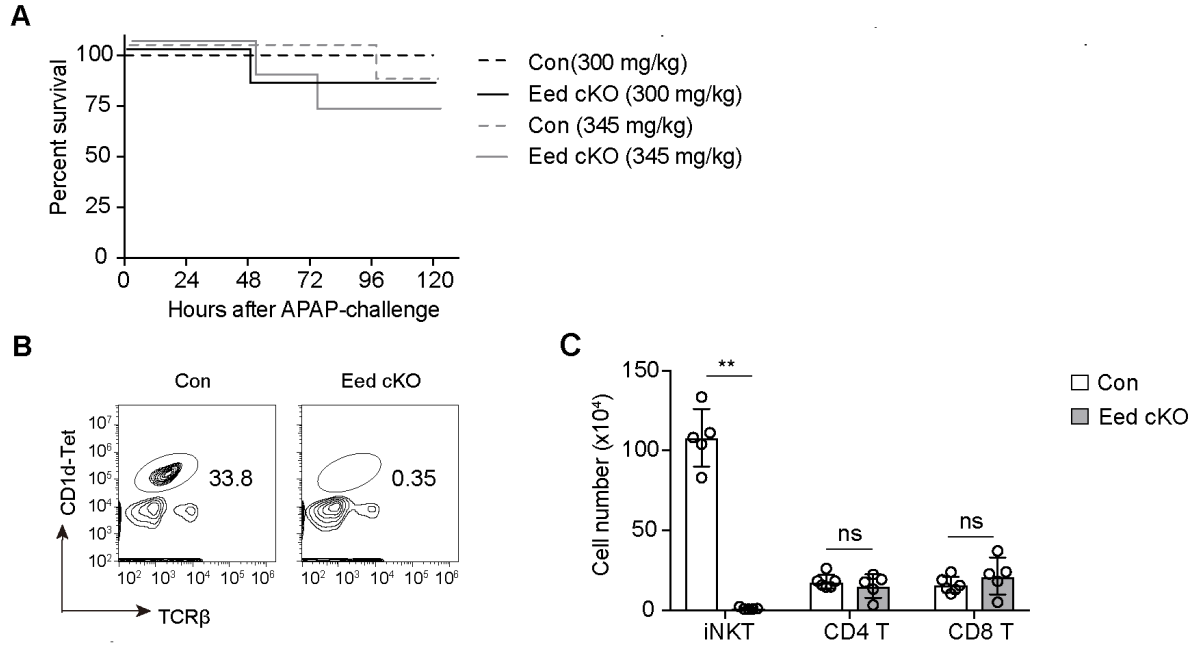 A
Percent survival
100
75
50
25
0
0 24 48 72 96 120
Hours after APAP-challenge
Con(300 mg/kg)
Eed cKO (300 mg/kg)
Con (345 mg/kg)
Eed cKO (345 mg/kg)
B
Con Eed cKO
CD1d-Tet
10⁷
10⁶
10⁵
10⁴
10³
10²
33.8 0.35
10² 10³ 10⁴ 10⁵ 10⁶ 10² 10³ 10⁴ 10⁵ 10⁶
TCRβ
C
Cell number (x10⁴)
150
100
50
0
**
ns
ns
iNKT CD4 T CD8 T
Con
Eed cKO